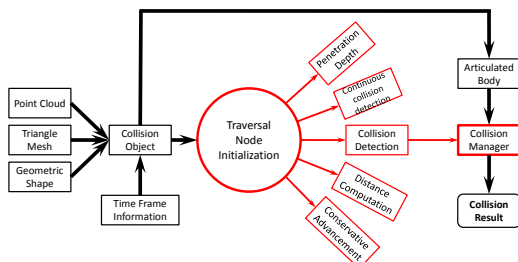 Point Cloud
Triangle
Mesh
Geometric
Shape
Collision
Object
Time Frame
Information
Traversal
Node
Initialization
Penetration
Depth
Continuous
collision
detection
Collision
Detection
Distance
Computation
Conservative
Advancement
Articulated
Body
Collision
Manager
Collision
Result